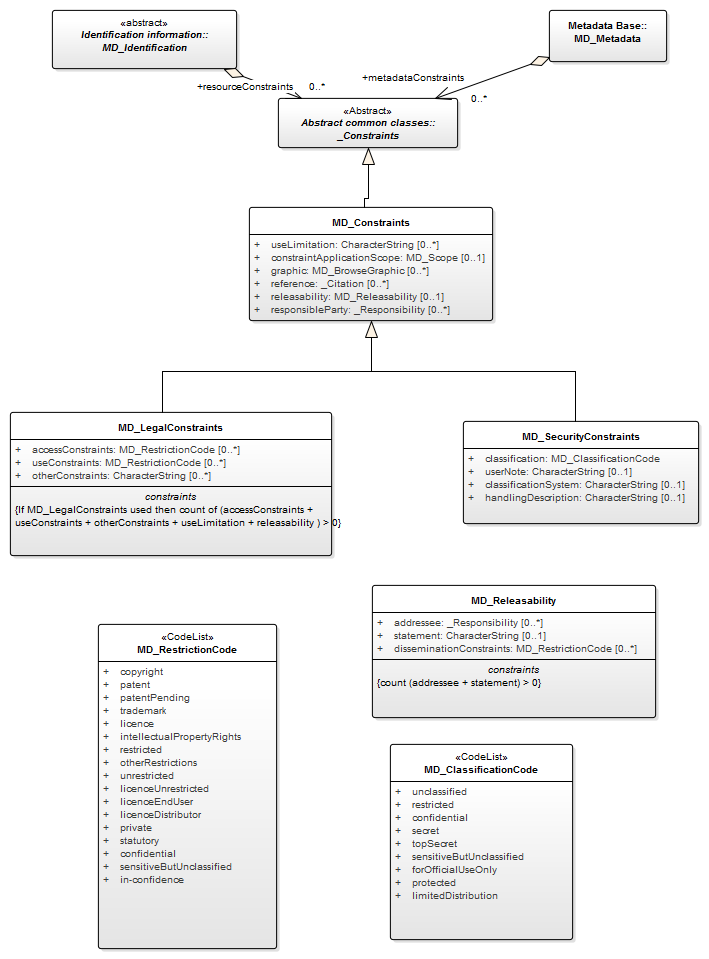 «abstract»
Identification information::
MD_Identification
Metadata Base::
MD_Metadata
+resourceConstraints 0..*
+metadataConstraints
0..*
«Abstract»
Abstract common classes::
_Constraints
MD_Constraints
+ useLimitation: CharacterString [0..*]
+ constraintApplicationScope: MD_Scope [0..1]
+ graphic: MD_BrowseGraphic [0..*]
+ reference: _Citation [0..*]
+ releasability: MD_Releasability [0..1]
+ responsibleParty: _Responsibility [0..*]
MD_LegalConstraints
+ accessConstraints: MD_RestrictionCode [0..*]
+ useConstraints: MD_RestrictionCode [0..*]
+ otherConstraints: CharacterString [0..*]
constraints
{If MD_LegalConstraints used then count of (accessConstraints +
useConstraints + otherConstraints + useLimitation + releasability ) > 0}
MD_SecurityConstraints
+ classification: MD_ClassificationCode
+ userNote: CharacterString [0..1]
+ classificationSystem: CharacterString [0..1]
+ handlingDescription: CharacterString [0..1]
MD_Releasability
+ addressee: _Responsibility [0..*]
+ statement: CharacterString [0..1]
+ disseminationConstraints: MD_RestrictionCode [0..*]
constraints
{count (addressee + statement) > 0}
«CodeList»
MD_RestrictionCode
+ copyright
+ patent
+ patentPending
+ trademark
+ licence
+ intellectualPropertyRights
+ restricted
+ otherRestrictions
+ unrestricted
+ licenceUnrestricted
+ licenceEndUser
+ licenceDistributor
+ private
+ statutory
+ confidential
+ sensitiveButUnclassified
+ in-confidence
«CodeList»
MD_ClassificationCode
+ unclassified
+ restricted
+ confidential
+ secret
+ topSecret
+ sensitiveButUnclassified
+ forOfficialUseOnly
+ protected
+ limitedDistribution